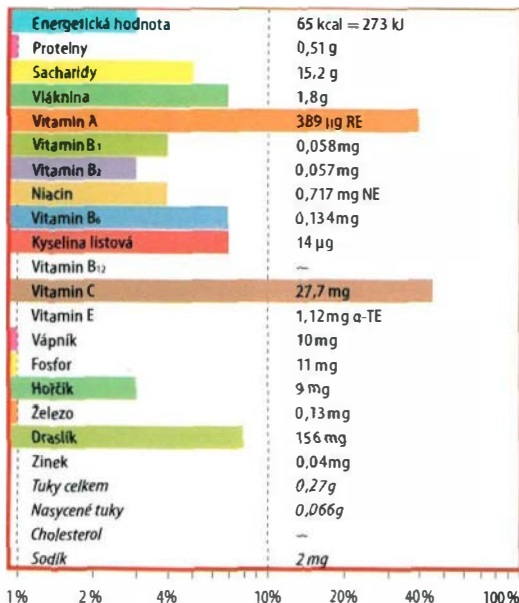 Energetická hodnota 65 kcal = 273 kJ
Proteiny 0,51 g
Sacharidy 15,2 g
Vláknina 1,8g
Vitamin A 389 µg RE
Vitamin B₁ 0,058mg
Vitamin B₂ 0,057mg
Niacin 0,717 mg NE
Vitamin B₆ 0,134mg
Kyselina listová 14 µg
Vitamin B₁₂ ~
Vitamin C 27,7 mg
Vitamin E 1,12mg α-TE
Vápník 10mg
Fosfor 11 mg
Hořčík 9 mg
Železo 0,13mg
Draslík 156 mg
Zinek 0,04mg
Tuky celkem 0,27g
Nasycené tuky 0,066g
Cholesterol ~
Sodík 2 mg
1% 2% 4% 10% 20% 40% 100%